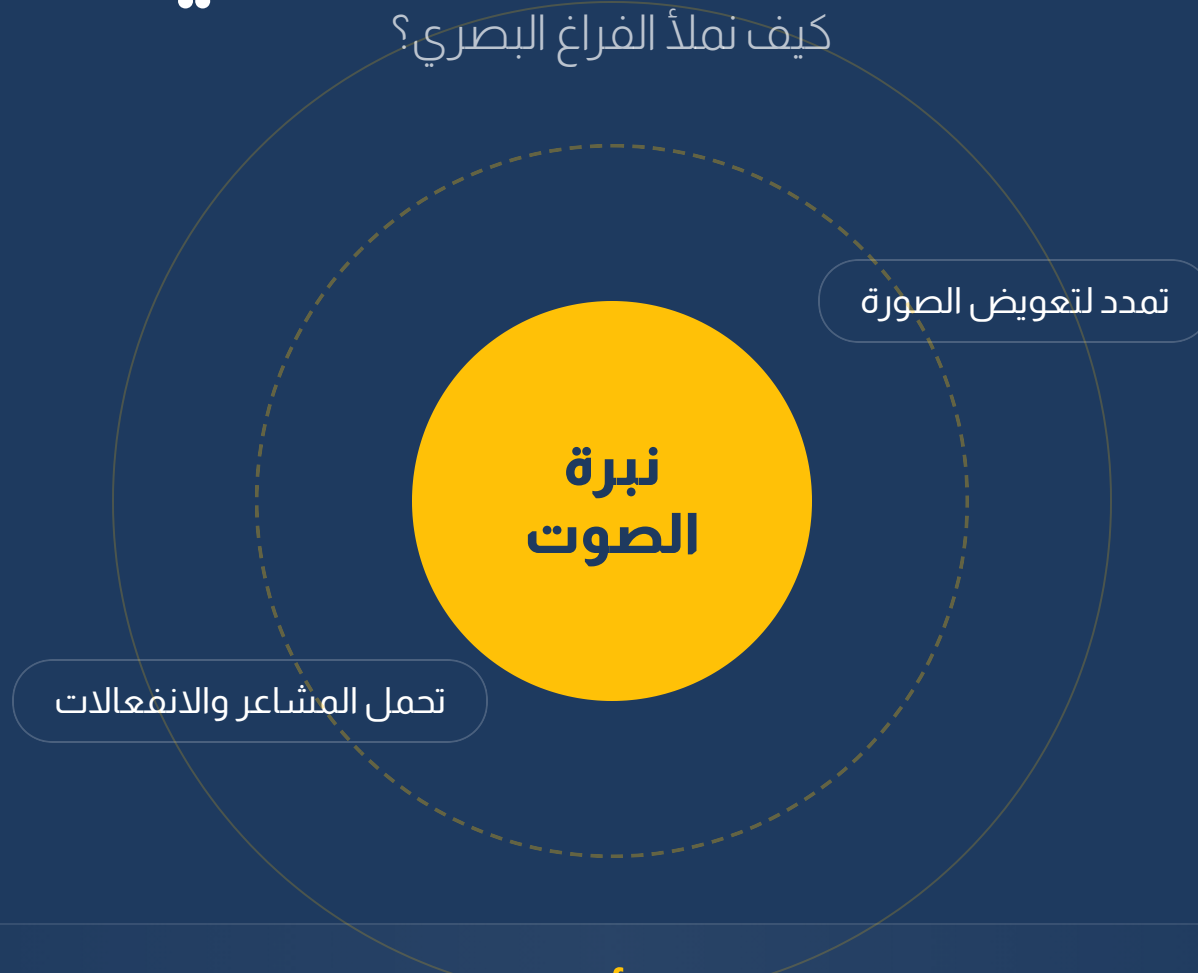 كيف نملأ الفراغ البصري؟
تمدد لتعويض الصورة
نبرة
الصوت
تحمل المشاعر والانفعالات